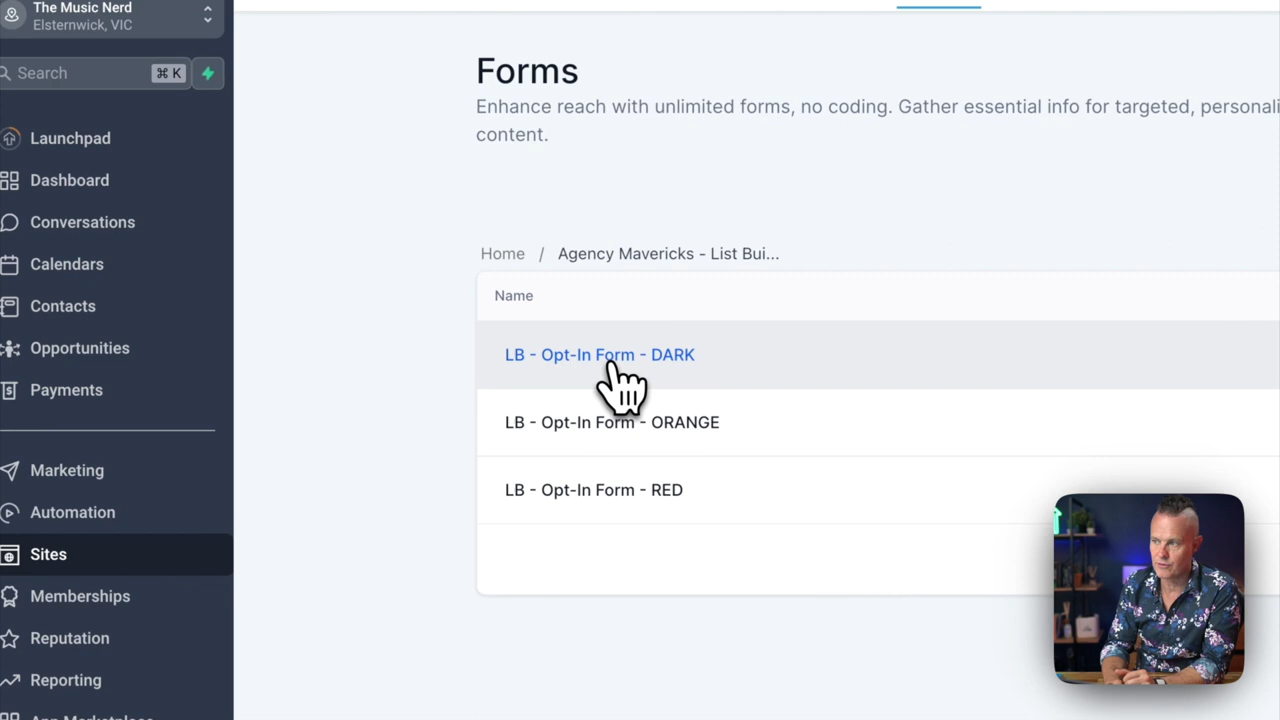 The Music Nerd
Elsternwick, VIC
Search ⌘ K
Launchpad
Dashboard
Conversations
Calendars
Contacts
Opportunities
Payments
Marketing
Automation
Sites
Memberships
Reputation
Reporting
App Marketplace
Forms
Enhance reach with unlimited forms, no coding. Gather essential info for targeted,
content.
Home / Agency Mavericks - List Bui...
Name
LB - Opt-In Form - DARK
LB - Opt-In Form - ORANGE
LB - Opt-In Form - RED